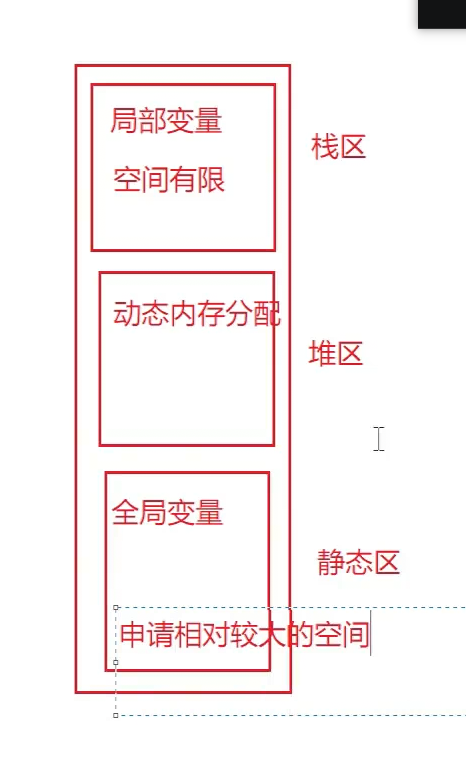 局部变量
空间有限
栈区
动态内存分配
堆区
全局变量
静态区
申请相对较大的空间